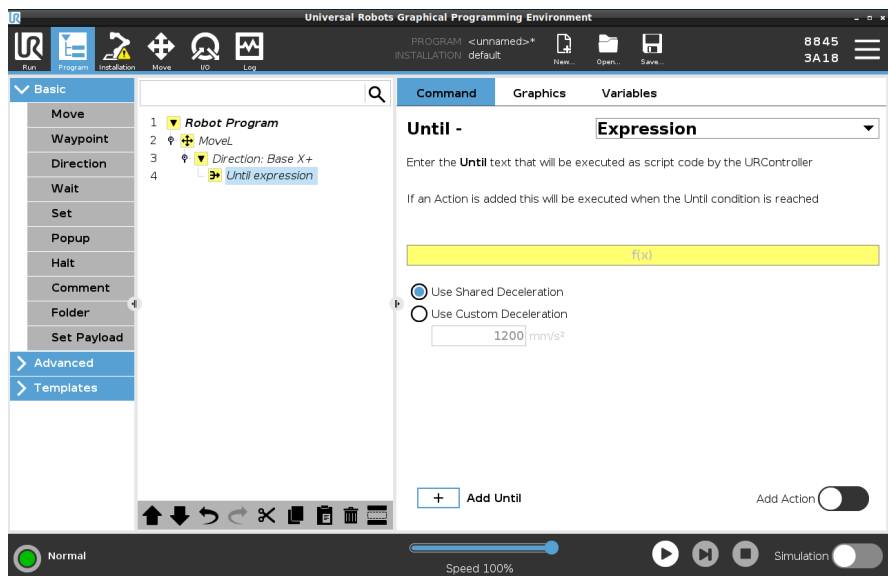 Universal Robots Graphical Programming Environment
UR
Run
Program
Installation
Move
I/O
Log
PROGRAM <unnamed>*
INSTALLATION default
New...
Open...
Save...
8845
3A18
Basic
Move
Waypoint
Direction
Wait
Set
Popup
Halt
Comment
Folder
Set Payload
Advanced
Templates
1 Robot Program
2 MoveL
3 Direction: Base X+
4 Until expression
Command Graphics Variables
Until - Expression
Enter the Until text that will be executed as script code by the URController
If an Action is added this will be executed when the Until condition is reached
f(x)
Use Shared Deceleration
Use Custom Deceleration
1200 mm/s²
+ Add Until
Add Action
Normal
Speed 100%
Simulation